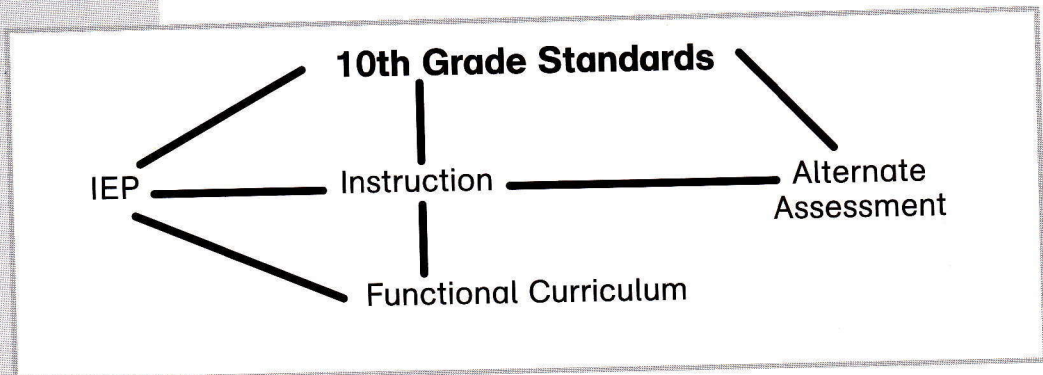 10th Grade Standards
IEP
Instruction
Alternate
Assessment
Functional Curriculum